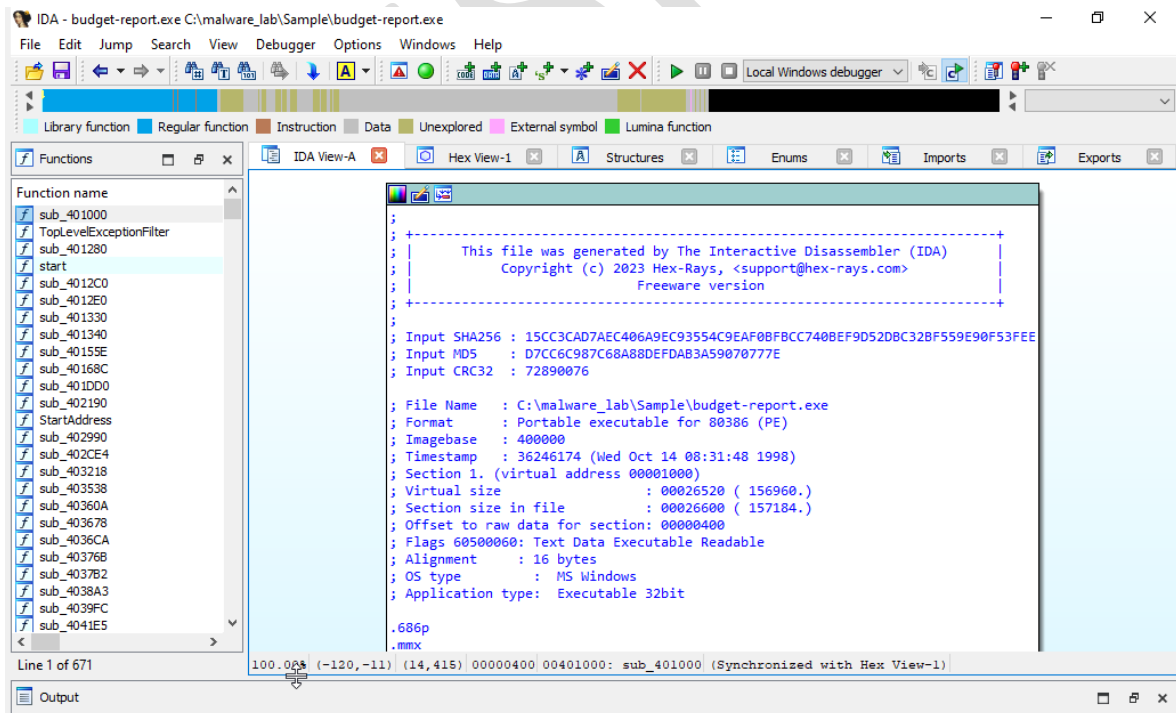 IDA - budget-report.exe C:\malware_lab\Sample\budget-report.exe
File Edit Jump Search View Debugger Options Windows Help
Local Windows debugger
Library function Regular function Instruction Data Unexplored External symbol Lumina function
Functions
IDA View-A Hex View-1 Structures Enums Imports Exports
Function name
sub_401000
TopLevelExceptionFilter
sub_401280
start
sub_4012C0
sub_4012E0
sub_401330
sub_401340
sub_40155E
sub_40168C
sub_401DD0
sub_402190
StartAddress
sub_402990
sub_402CE4
sub_403218
sub_403538
sub_40360A
sub_403678
sub_4036CA
sub_40376B
sub_4037B2
sub_4038A3
sub_4039FC
sub_4041E5
Line 1 of 671
;
; +-------------------------------------------------------------------------+
; | This file was generated by The Interactive Disassembler (IDA) |
; | Copyright (c) 2023 Hex-Rays, <support@hex-rays.com> |
; | Freeware version |
; +-------------------------------------------------------------------------+
;
; Input SHA256 : 15CC3CAD7AEC406A9EC93554C9EAF0BFBCC740BEF9D52DBC32BF559E90F53FEE
; Input MD5 : D7CC6C987C68A88DEFDAB3A59070777E
; Input CRC32 : 72890076
; File Name : C:\malware_lab\Sample\budget-report.exe
; Format : Portable executable for 80386 (PE)
; Imagebase : 400000
; Timestamp : 36246174 (Wed Oct 14 08:31:48 1998)
; Section 1. (virtual address 00001000)
; Virtual size : 00026520 ( 156960.)
; Section size in file : 00026600 ( 157184.)
; Offset to raw data for section: 00000400
; Flags 60500060: Text Data Executable Readable
; Alignment : 16 bytes
; OS type : MS Windows
; Application type: Executable 32bit
.686p
.mmx
100.00% (-120,-11) (14,415) 00000400 00401000: sub_401000 (Synchronized with Hex View-1)
Output